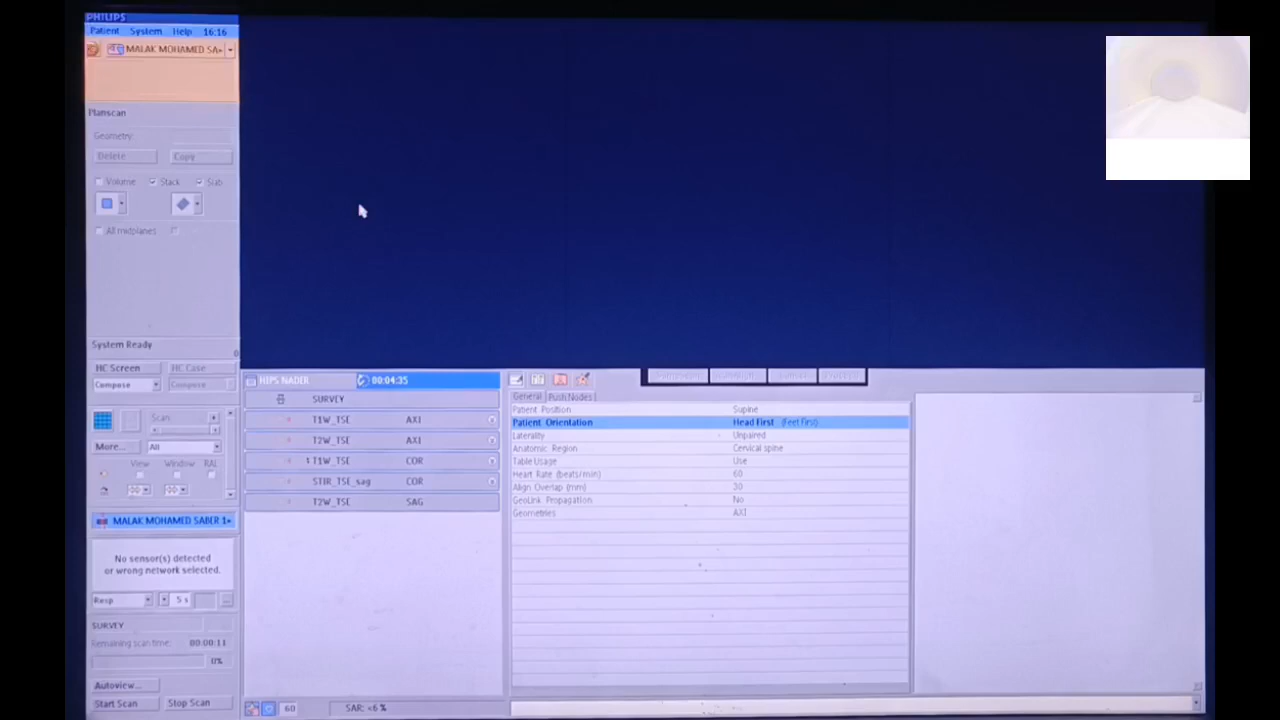 PHILIPS
Patient System Help 16:16
MALAK MOHAMED SA
Planscan
Geometry:
Delete Copy
Volume Stack Slab
All midplanes
System Ready
0
HC Screen HC Case
Compose Compose
Scan
More... All
View Window RAL
MALAK MOHAMED SABER 1
No sensor(s) detected
or wrong network selected.
Resp 5 s ...
SURVEY
Remaining scan time: 00:00:11
0%
Autoview...
Start Scan Stop Scan
HIPS NADER 00:04:35
SURVEY
T1W_TSE AXI
T2W_TSE AXI
T1W_TSE COR
STIR_TSE_sag COR
T2W_TSE SAG
60 SAR: <6 %
General PushNodes
Patient Position Supine
Patient Orientation Head First (Feet First)
Laterality Unpaired
Anatomic Region Cervical spine
Table Usage Use
Heart Rate (beats/min) 60
Align Overlap (mm) 30
GeoLink Propagation No
Geometries AXI